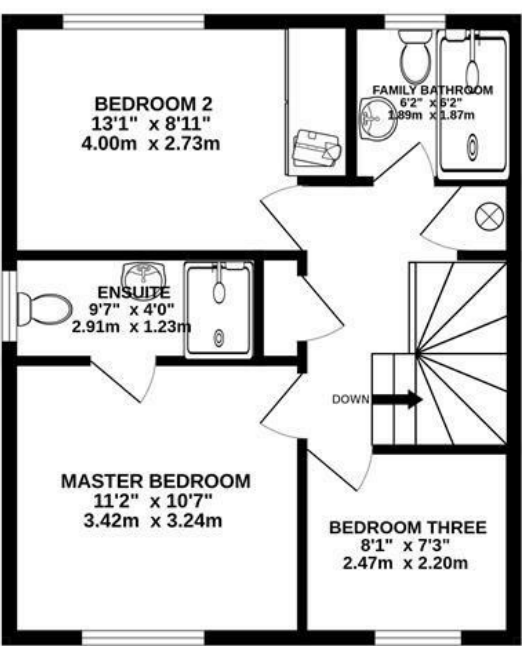 BEDROOM 2
13'1" x 8'11"
4.00m x 2.73m
FAMILY BATHROOM
6'2" x 6'2"
1.89m x 1.87m
ENSUITE
9'7" x 4'0"
2.91m x 1.23m
DOWN
MASTER BEDROOM
11'2" x 10'7"
3.42m x 3.24m
BEDROOM THREE
8'1" x 7'3"
2.47m x 2.20m